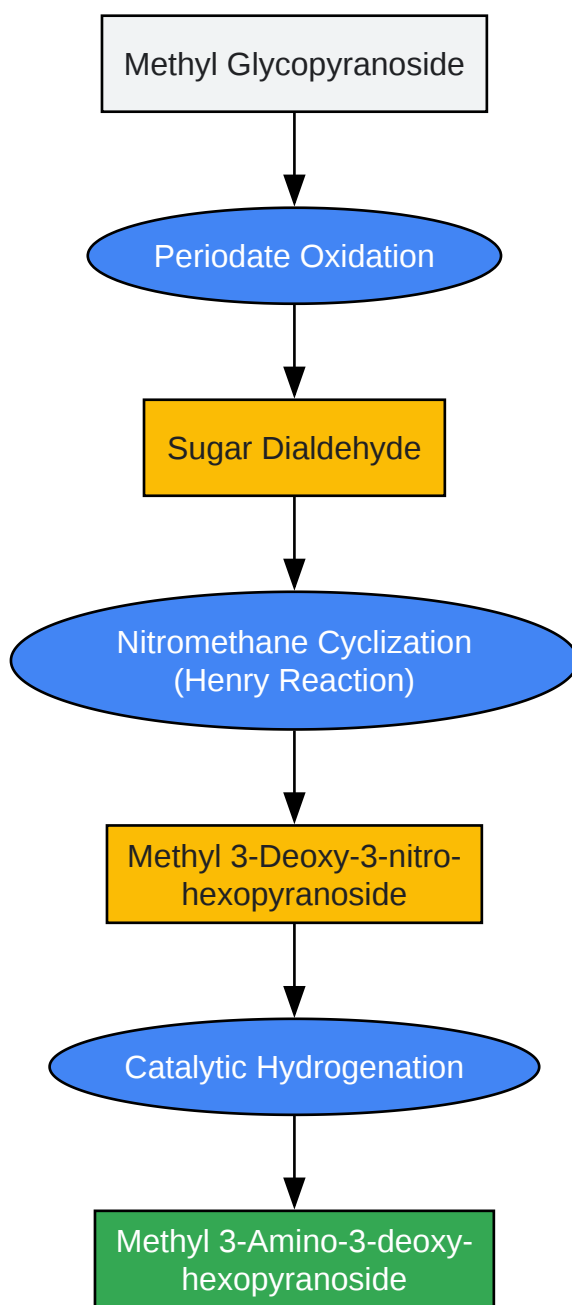 Methyl Glycopyranoside
Periodate Oxidation
Sugar Dialdehyde
Nitromethane Cyclization
(Henry Reaction)
Methyl 3-Deoxy-3-nitro-
hexopyranoside
Catalytic Hydrogenation
Methyl 3-Amino-3-deoxy-
hexopyranoside